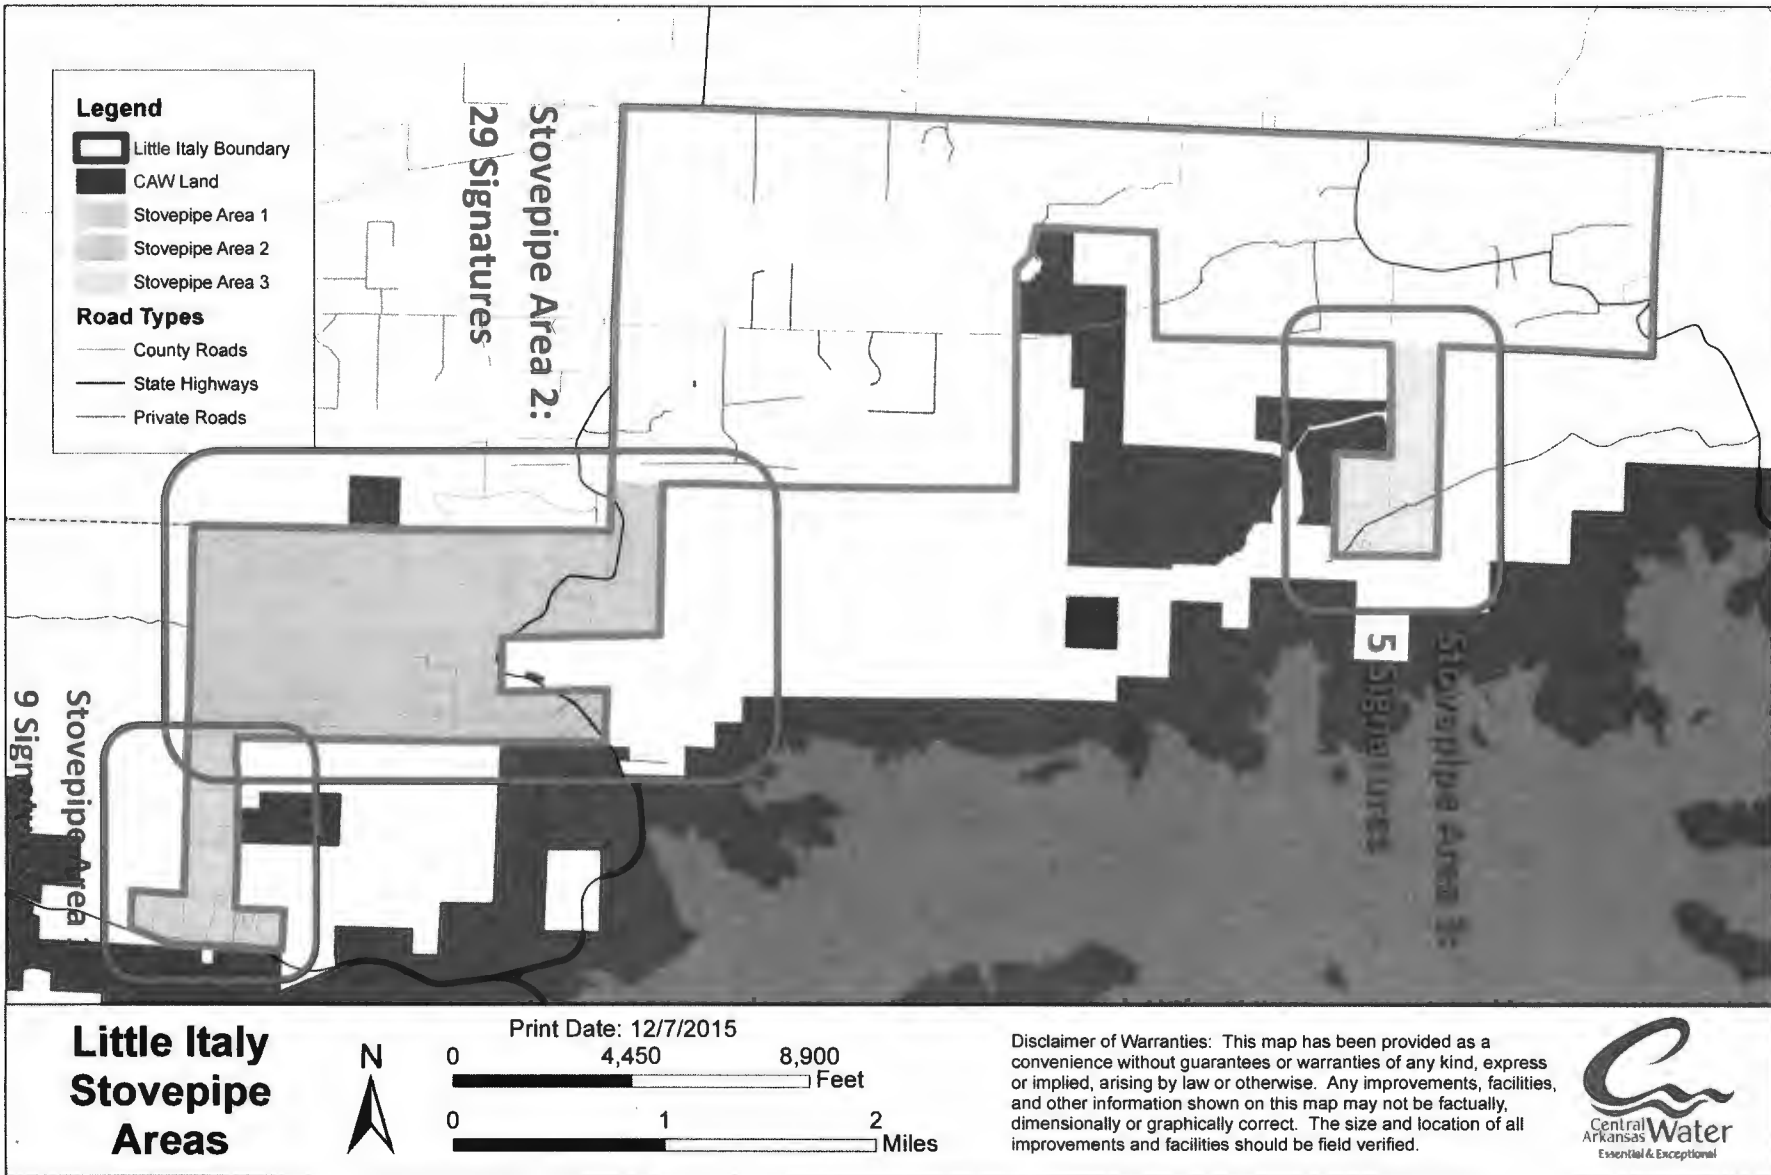 Legend
Little Italy Boundary
CAW Land
Stovepipe Area 1
Stovepipe Area 2
Stovepipe Area 3
Road Types
County Roads
State Highways
Private Roads
Stovepipe Area 2:
29 Signatures
Stovepipe Area
9
Stovepipe Area 1:
5 Signatures
Little Italy
Stovepipe
Areas
N
Print Date: 12/7/2015
0 4,450 8,900
Feet
0 1 2
Miles
Disclaimer of Warranties: This map has been provided as a
convenience without guarantees or warranties of any kind, express
or implied, arising by law or otherwise. Any improvements, facilities,
and other information shown on this map may not be factually,
dimensionally or graphically correct. The size and location of all
improvements and facilities should be field verified.
Central
Arkansas Water
Essential & Exceptional